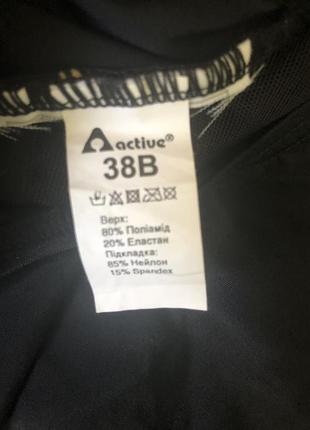 active®
38B
Верх:
80% Поліамід
20% Еластан
Підкладка:
85% Нейлон
15% Spandex